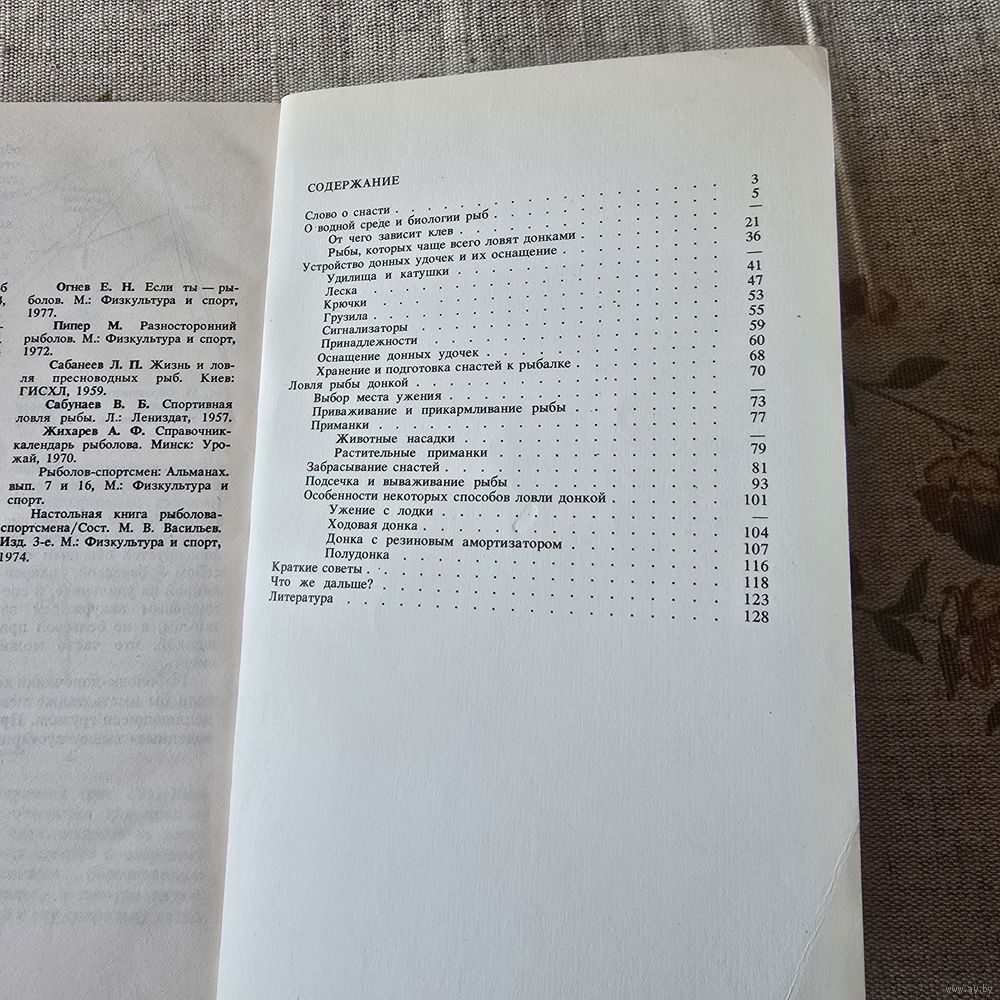 Огнев Е. Н. Если ты — ры-
болов. М.: Физкультура и спорт,
1977.
Пипер М. Разносторонний
рыболов. М.: Физкультура и спорт,
1972.
Сабанеев Л. П. Жизнь и лов-
ля пресноводных рыб. Киев:
ГИСХЛ, 1959.
Сабунаев В. Б. Спортивная
ловля рыбы. Л.: Лениздат, 1957.
Жихарев А. Ф. Справочник-
календарь рыболова. Минск: Уро-
жай, 1970.
Рыболов-спортсмен: Альманах.
вып. 7 и 16, М.: Физкультура и
спорт.
Настольная книга рыболова-
спортсмена/Сост. М. В. Васильев.
Изд. 3-е. М.: Физкультура и спорт,
1974.
СОДЕРЖАНИЕ
Слово о снасти . . . 3
О водной среде и биологии рыб . . . 5
От чего зависит клев . . . —
Рыбы, которых чаще всего ловят донками . . . 21
Устройство донных удочек и их оснащение . . . 36
Удилища и катушки . . . —
Леска . . . 41
Крючки . . . 47
Грузила . . . 53
Сигнализаторы . . . 55
Принадлежности . . . 59
Оснащение донных удочек . . . 60
Хранение и подготовка снастей к рыбалке . . . 68
Ловля рыбы донкой . . . 70
Выбор места ужения . . . —
Приваживание и прикармливание рыбы . . . 73
Приманки . . . 77
Животные насадки . . . —
Растительные приманки . . . 79
Забрасывание снастей . . . 81
Подсечка и вываживание рыбы . . . 93
Особенности некоторых способов ловли донкой . . . 101
Ужение с лодки . . . —
Ходовая донка . . . 104
Донка с резиновым амортизатором . . . 107
Полудонка . . . 116
Краткие советы . . . 118
Что же дальше? . . . 123
Литература . . . 128
www.ay.by